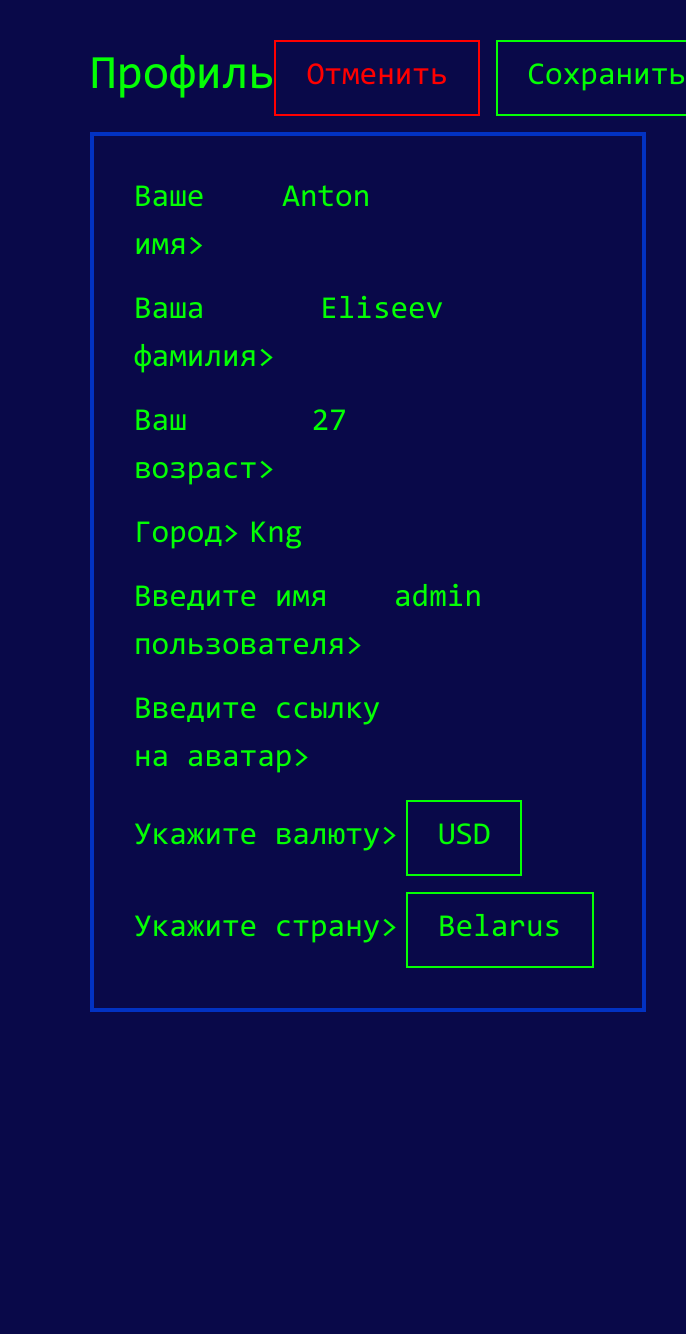 Профиль Отменить Сохранить
Ваше Anton
имя>
Ваша Eliseev
фамилия>
Ваш 27
возраст>
Город> Kng
Введите имя admin
пользователя>
Введите ссылку
на аватар>
Укажите валюту> USD
Укажите страну> Belarus